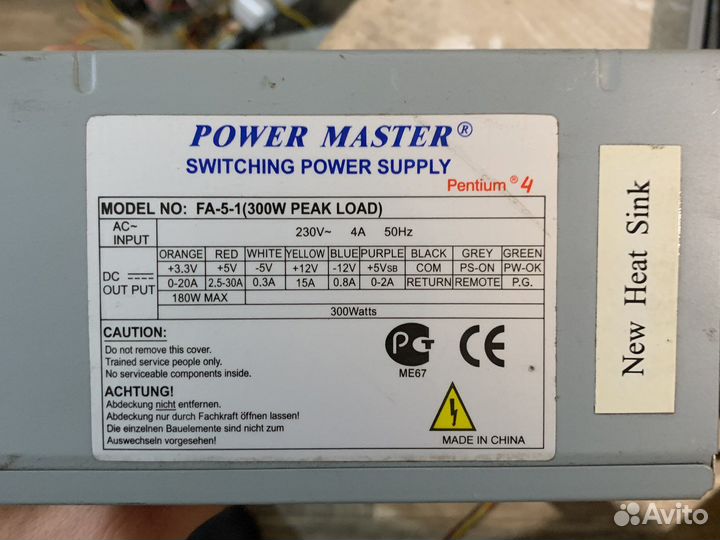 POWER MASTER®
SWITCHING POWER SUPPLY
Pentium® 4
MODEL NO: FA-5-1(300W PEAK LOAD)
AC~ INPUT 230V~ 4A 50Hz
ORANGE RED WHITE YELLOW BLUE PURPLE BLACK GREY GREEN
DC OUT PUT +3.3V +5V -5V +12V -12V +5VSB COM PS-ON PW-OK
0-20A 2.5-30A 0.3A 15A 0.8A 0-2A RETURN REMOTE P.G.
180W MAX
300Watts
CAUTION:
Do not remove this cover.
Trained service people only.
No serviceable components inside.
ACHTUNG!
Abdeckung nicht entfernen.
Abdeckung nur durch Fachkraft öffnen lassen!
Die einzelnen Bauelemente sind nicht zum
Auswechseln vorgesehen!
РСТ
ME67
CE
MADE IN CHINA
New Heat Sink
Avito